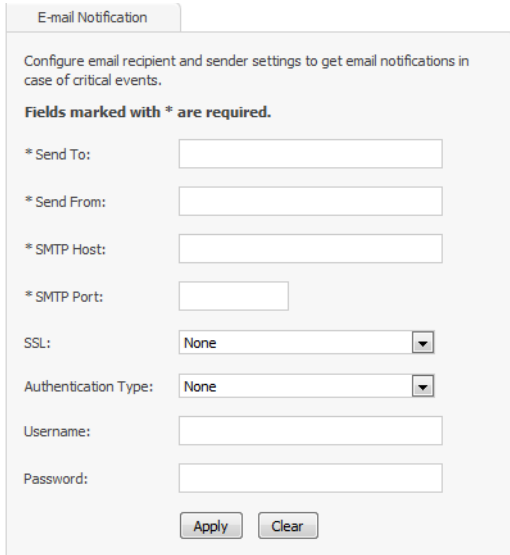 E-mail Notification
Configure email recipient and sender settings to get email notifications in
case of critical events.
Fields marked with * are required.
* Send To:
* Send From:
* SMTP Host:
* SMTP Port:
SSL: None
Authentication Type: None
Username:
Password:
Apply Clear